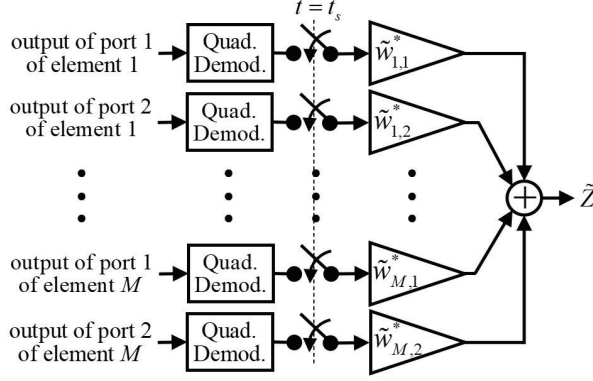 t = t_s
output of port 1
of element 1
Quad.
Demod.
w̃*_{1,1}
output of port 2
of element 1
Quad.
Demod.
w̃*_{1,2}
+
Z̃
output of port 1
of element M
Quad.
Demod.
w̃*_{M,1}
output of port 2
of element M
Quad.
Demod.
w̃*_{M,2}